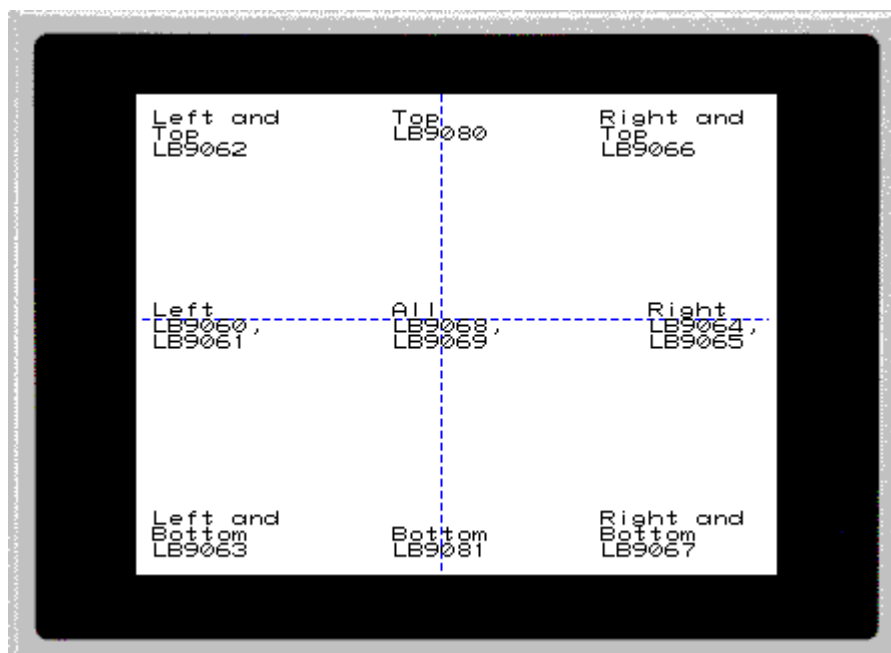 Left and
Top
LB9062
Top
LB9080
Right and
Top
LB9066
Left
LB9060,
LB9061
All
LB9068,
LB9069
Right
LB9064,
LB9065
Left and
Bottom
LB9063
Bottom
LB9081
Right and
Bottom
LB9067